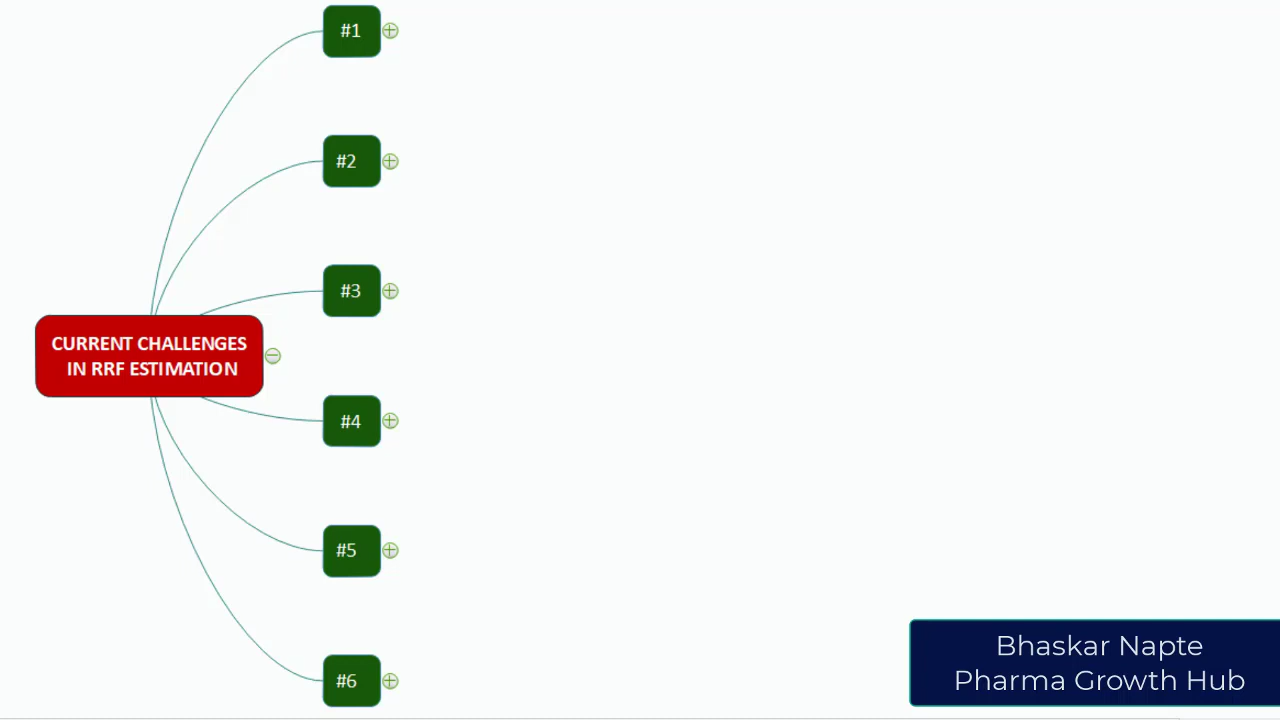 #1
#2
#3
CURRENT CHALLENGES
IN RRF ESTIMATION
#4
#5
#6
Bhaskar Napte
Pharma Growth Hub